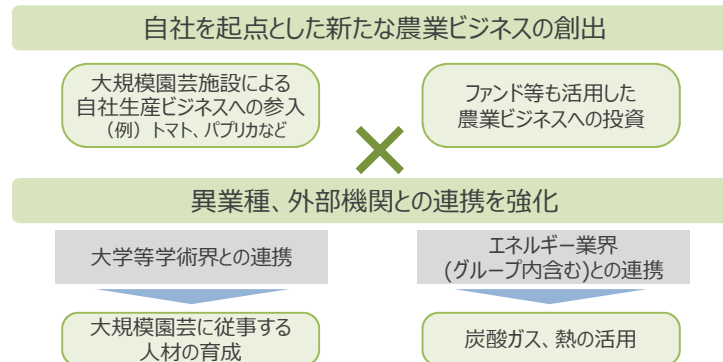 自社を起点とした新たな農業ビジネスの創出
大規模園芸施設による
自社生産ビジネスへの参入
（例）トマト、パプリカなど
ファンド等も活用した
農業ビジネスへの投資
異業種、外部機関との連携を強化
大学等学術界との連携
エネルギー業界
(グループ内含む)との連携
大規模園芸に従事する
人材の育成
炭酸ガス、熱の活用